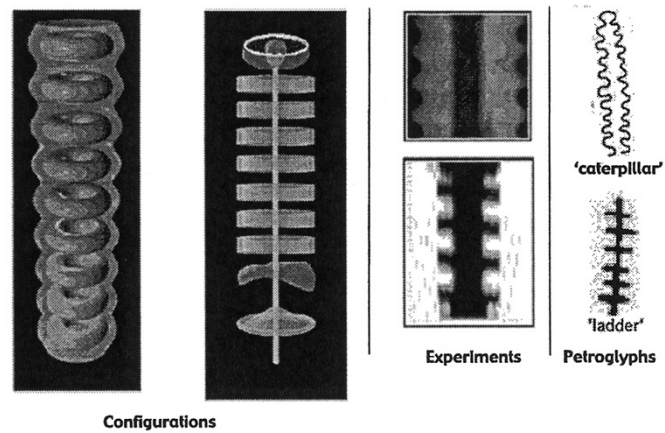 'caterpillar'
'ladder'
Experiments
Petroglyphs
Configurations